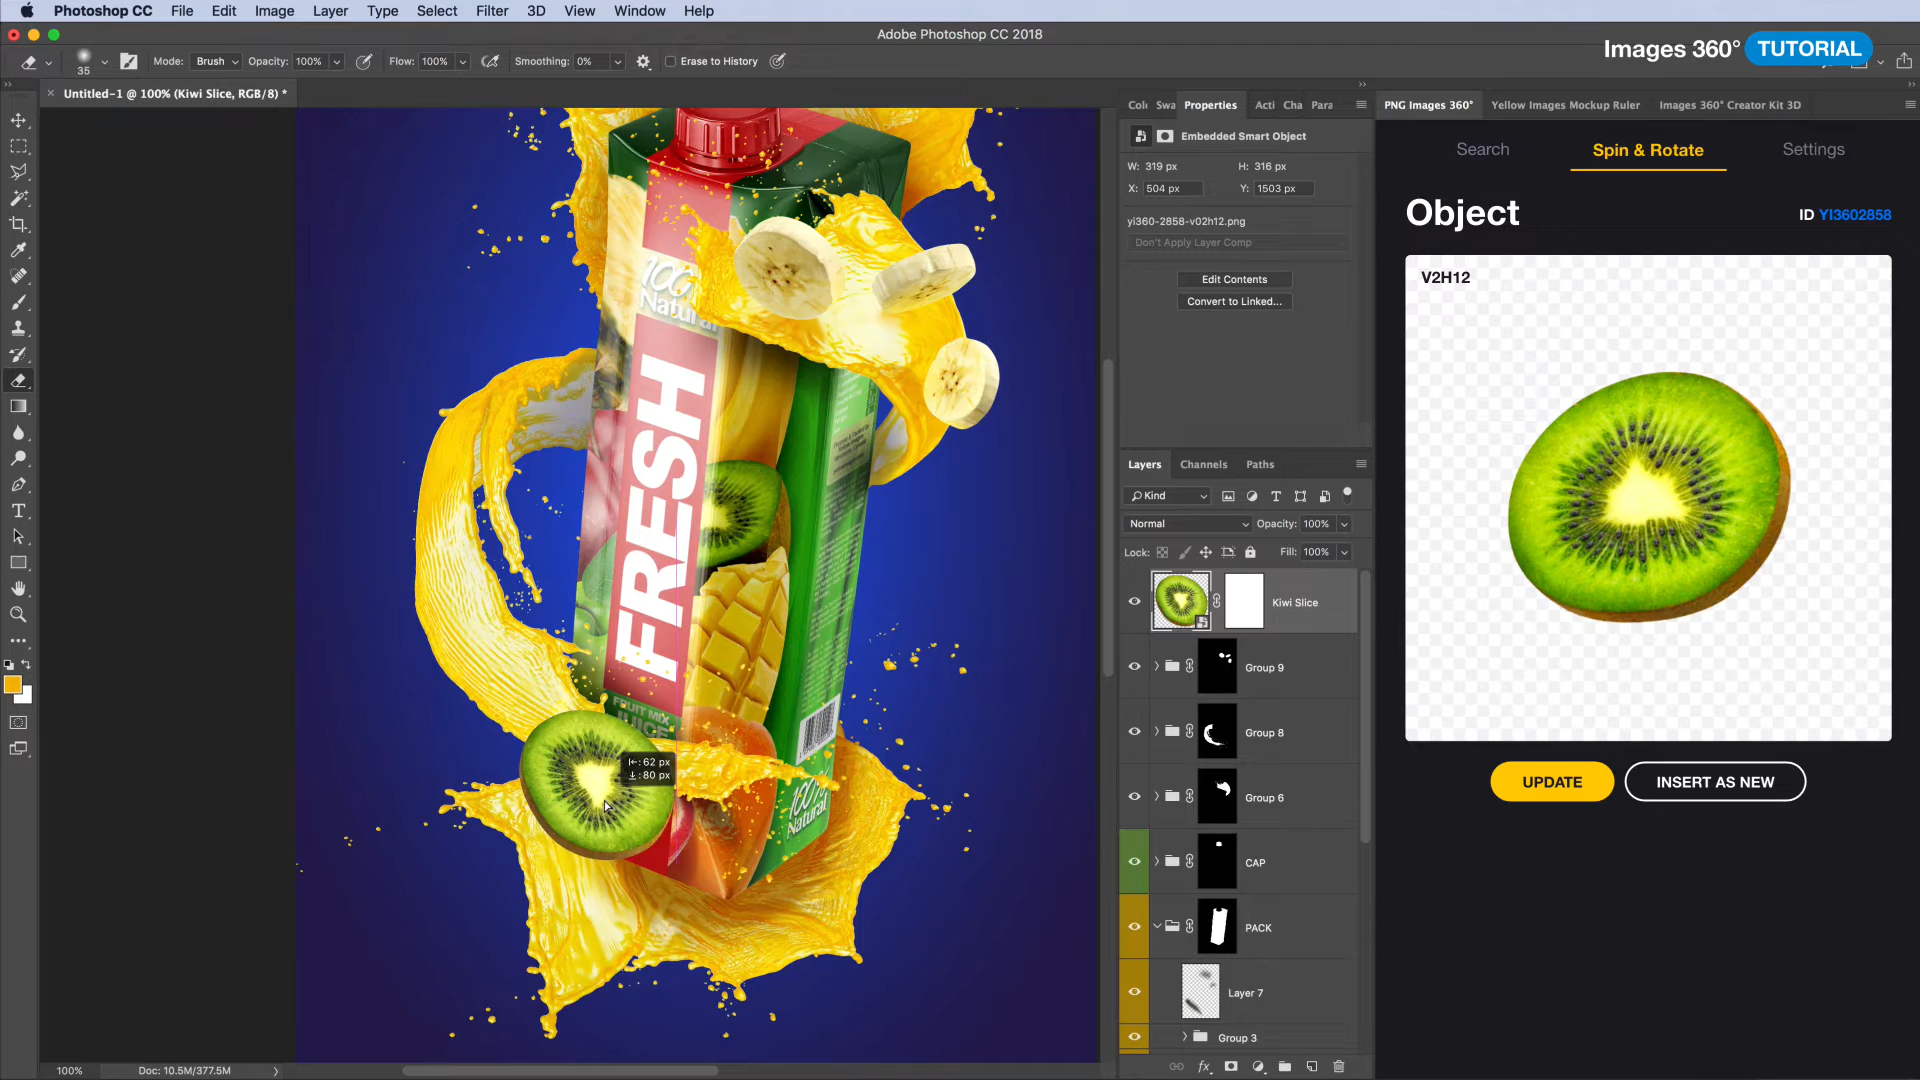 Photoshop CC File Edit Image Layer Type Select Filter 3D View Window Help
Adobe Photoshop CC 2018
Images 360° TUTORIAL
35 Mode: Brush Opacity: 100% Flow: 100% Smoothing: 0% Erase to History
Untitled-1 @ 100% (Kiwi Slice, RGB/8) *
Colo Swa Properties Acti Cha Para
PNG Images 360° Yellow Images Mockup Ruler Images 360° Creator Kit 3D
Embedded Smart Object
W: 319 px H: 316 px
X: 504 px Y: 1503 px
yi360-2858-v02h12.png
Don't Apply Layer Comp
Edit Contents
Convert to Linked...
Search Spin & Rotate Settings
Object ID YI3602858
V2H12
UPDATE INSERT AS NEW
Layers Channels Paths
Kind
Normal Opacity: 100%
Lock: Fill: 100%
Kiwi Slice
Group 9
Group 8
Group 6
CAP
PACK
Layer 7
fx
Group 3
100%
Natural
FRESH
FRUIT MIX
JUICE
62 px
80 px
100%
Natural
100% Doc: 10.5M/377.5M